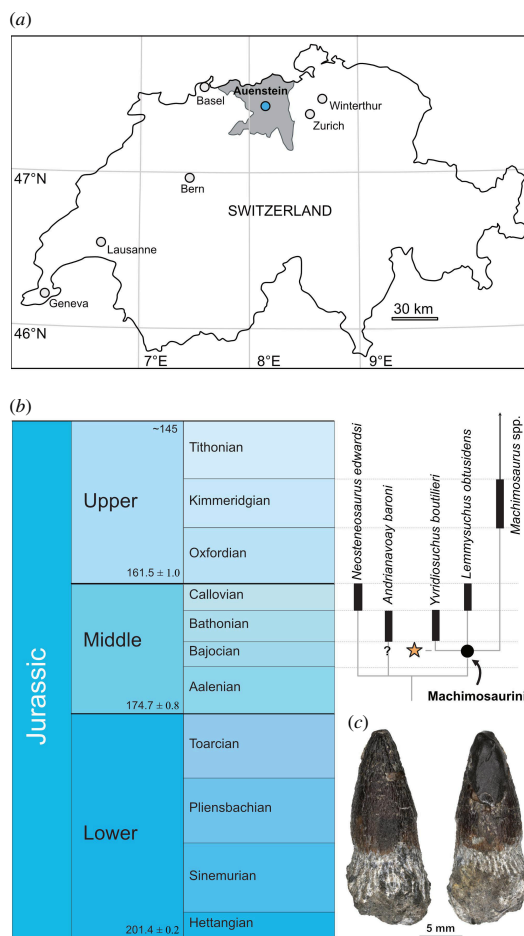 (a)
Basel
Auenstein
Winterthur
Zurich
47°N
Bern
SWITZERLAND
Lausanne
Geneva
30 km
46°N
7°E
8°E
9°E
(b)
Jurassic
~145
Upper
161.5 ± 1.0
Middle
174.7 ± 0.8
Lower
201.4 ± 0.2
Tithonian
Kimmeridgian
Oxfordian
Callovian
Bathonian
Bajocian
Aalenian
Toarcian
Pliensbachian
Sinemurian
Hettangian
Neosteneosaurus edwardsi
Andrianavoay baroni
Yvridiosuchus boutilieri
Lemmysuchus obtusidens
Machimosaurus spp.
?
Machimosaurini
(c)
5 mm